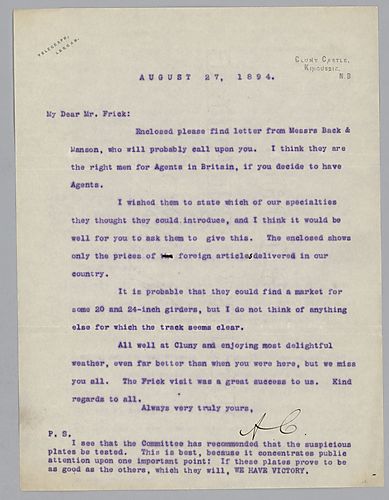 TELEGRAPH,
LAGGAN.
CLUNY CASTLE,
KINGUSSIE,
N.B
AUGUST 27, 1894.
My Dear Mr. Frick:
Enclosed please find letter from Messrs Back &
Manson, who will probably call upon you. I think they are
the right men for Agents in Britain, if you decide to have
Agents.
I wished them to state which of our specialties
they thought they could introduce, and I think it would be
well for you to ask them to give this. The enclosed shows
only the prices of foreign articles delivered in our
country.
It is probable that they could find a market for
some 20 and 24-inch girders, but I do not think of anything
else for which the track seems clear.
All well at Cluny and enjoying most delightful
weather, even far better than when you were here, but we miss
you all. The Frick visit was a great success to us. Kind
regards to all.
Always very truly yours,
AC
P. S.
I see that the Committee has recommended that the suspicious
plates be tested. This is best, because it concentrates public
attention upon one important point! If these plates prove to be
as good as the others, which they will, WE HAVE VICTORY.